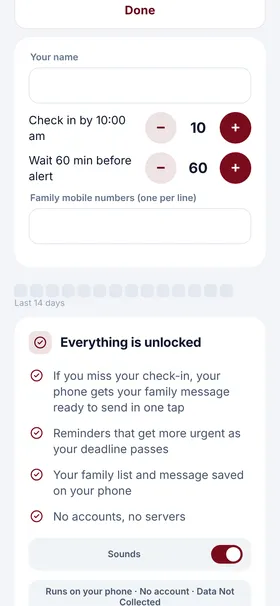 Done
Your name
Check in by 10:00
am
− 10 +
Wait 60 min before
alert
− 60 +
Family mobile numbers (one per line)
Last 14 days
Everything is unlocked
If you miss your check-in, your
phone gets your family message
ready to send in one tap
Reminders that get more urgent as
your deadline passes
Your family list and message saved
on your phone
No accounts, no servers
Sounds
Runs on your phone · No account · Data Not
Collected